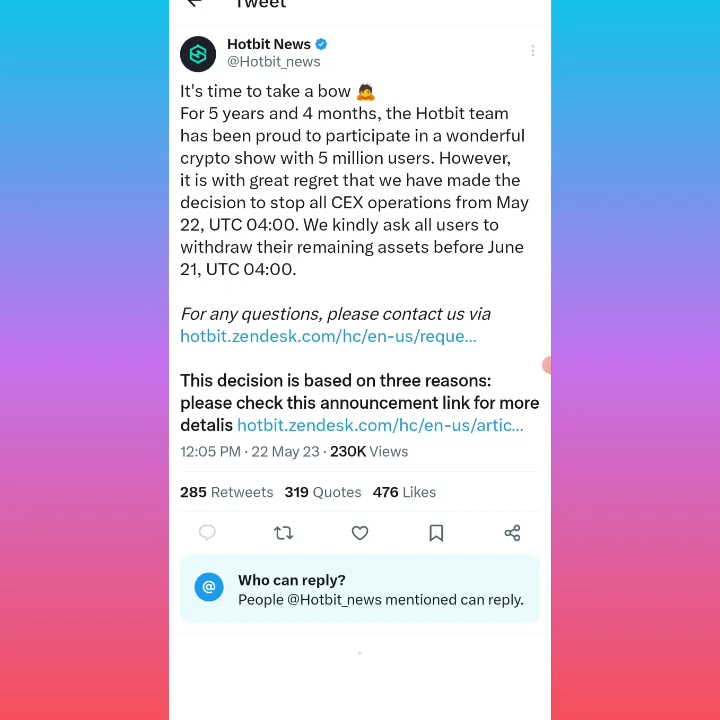 Tweet
Hotbit News
@Hotbit_news
It's time to take a bow 🙇
For 5 years and 4 months, the Hotbit team
has been proud to participate in a wonderful
crypto show with 5 million users. However,
it is with great regret that we have made the
decision to stop all CEX operations from May
22, UTC 04:00. We kindly ask all users to
withdraw their remaining assets before June
21, UTC 04:00.
For any questions, please contact us via
hotbit.zendesk.com/hc/en-us/reque...
This decision is based on three reasons:
please check this announcement link for more
detalis hotbit.zendesk.com/hc/en-us/artic...
12:05 PM · 22 May 23 · 230K Views
285 Retweets 319 Quotes 476 Likes
@
Who can reply?
People @Hotbit_news mentioned can reply.